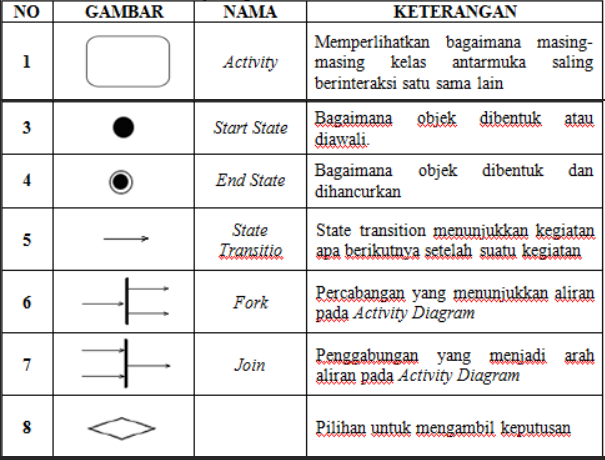 NO GAMBAR NAMA KETERANGAN
1 Activity Memperlihatkan bagaimana masing-
masing kelas antarmuka saling
berinteraksi satu sama lain
3 Start State Bagaimana objek dibentuk atau
diawali.
4 End State Bagaimana objek dibentuk dan
dihancurkan
5 State
Transitio
State transition menunjukkan kegiatan
apa berikutnya setelah suatu kegiatan
6 Fork Percabangan yang menunjukkan aliran
pada Activity Diagram
7 Join Penggabungan yang menjadi arah
aliran pada Activity Diagram
8 Pilihan untuk mengambil keputusan